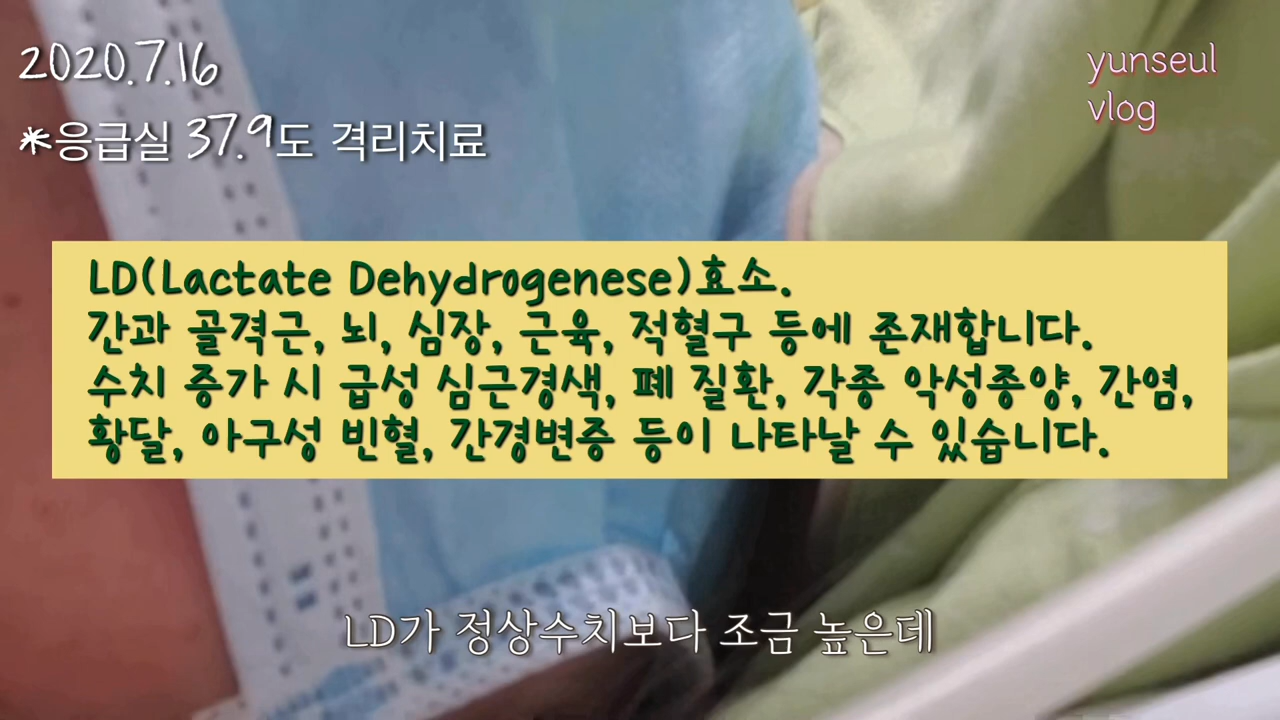 2020.7.16
*응급실 37.9도 격리치료
yunseul
vlog
LD(Lactate Dehydrogenese)효소.
간과 골격근, 뇌, 심장, 근육, 적혈구 등에 존재합니다.
수치 증가 시 급성 심근경색, 폐 질환, 각종 악성종양, 간염,
황달, 아구성 빈혈, 간경변증 등이 나타날 수 있습니다.
LD가 정상수치보다 조금 높은데